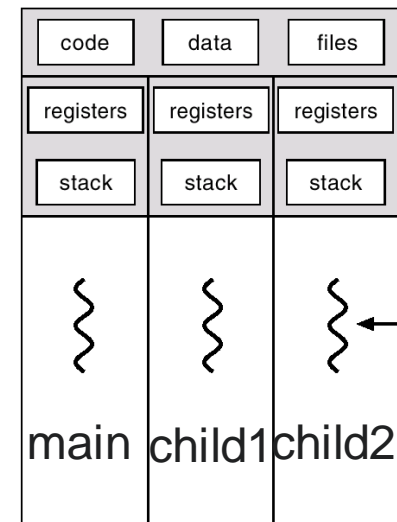 code data files
registers registers registers
stack stack stack
main child1 child2